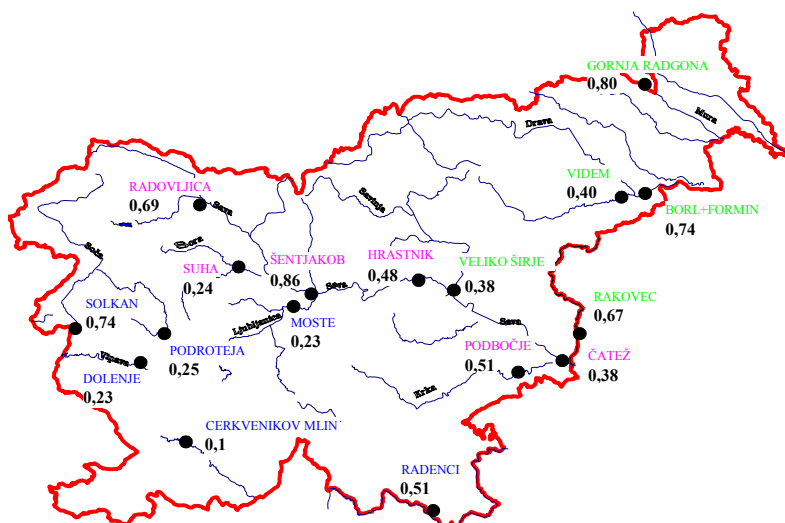 GORNJA RADGONA
0,80
Mura
Drava
VIDEM
0,40
BORL+FORMIN
0,74
RADOVLJICA
0,69
Sava
Savinja
Sora
Soča
SUHA
0,24
ŠENTJAKOB
0,86
Sava
HRASTNIK
0,48
VELIKO ŠIRJE
0,38
SOLKAN
0,74
Ljubljanica
MOSTE
0,23
Sava
RAKOVEC
0,67
PODROTEJA
0,25
Vipava
DOLENJE
0,23
PODBOČJE
0,51
ČATEŽ
0,38
Krka
CERKVENIKOV MLIN
0,1
RADENCI
0,51